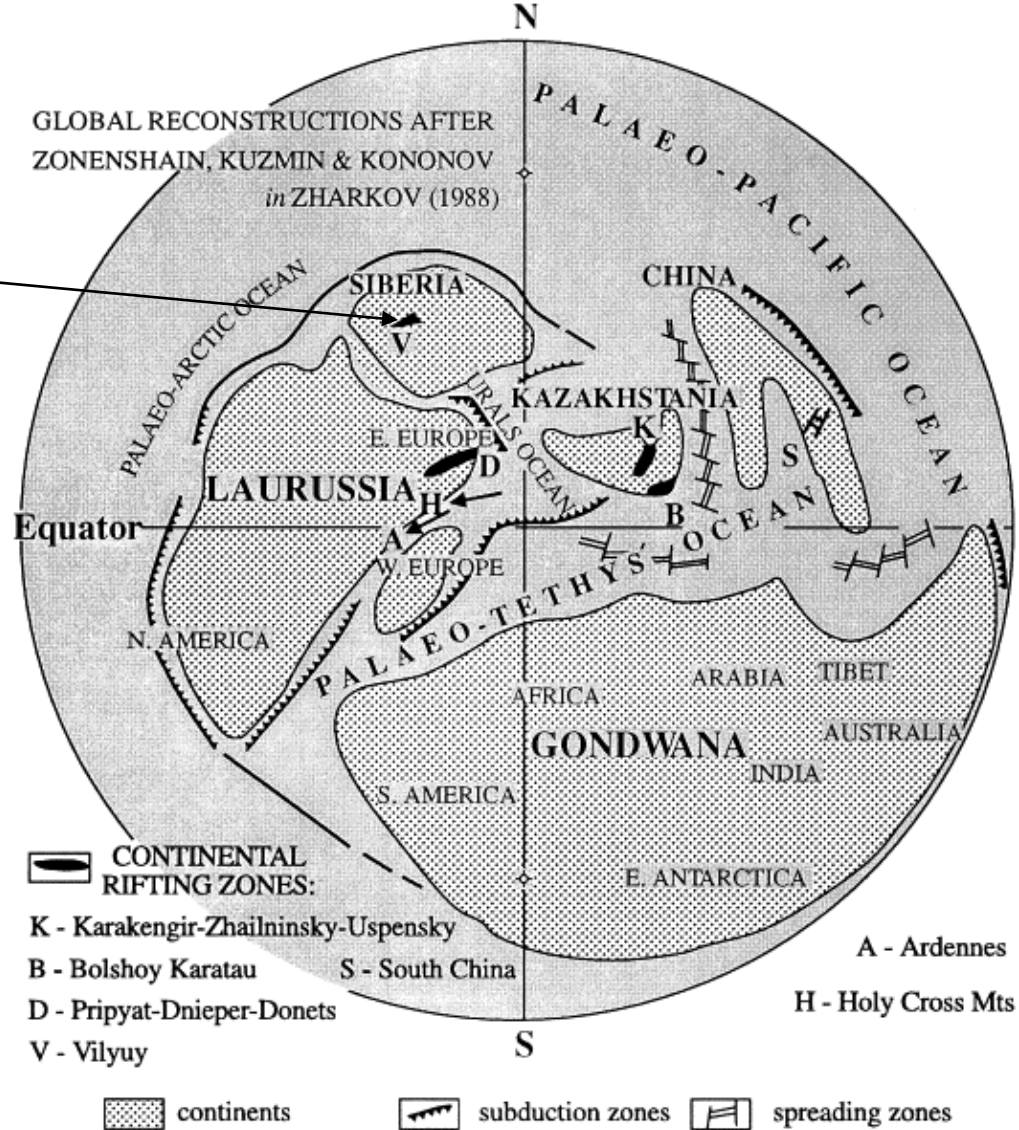 N
GLOBAL RECONSTRUCTIONS AFTER
ZONENSHAIN, KUZMIN & KONONOV
in ZHARKOV (1988)
PALAEO-PACIFIC OCEAN
PALAEO-ARCTIC OCEAN
SIBERIA
V
CHINA
URALS OCEAN
KAZAKHSTANIA
K
E. EUROPE
D
S
LAURUSSIA
H
B
Equator
A
W. EUROPE
PALAEO-TETHYS' OCEAN
N. AMERICA
AFRICA
ARABIA
TIBET
GONDWANA
AUSTRALIA
INDIA
S. AMERICA
E. ANTARCTICA
CONTINENTAL
RIFTING ZONES:
K - Karakengir-Zhailninsky-Uspensky
B - Bolshoy Karatau
S - South China
D - Pripyat-Dnieper-Donets
V - Vilyuy
A - Ardennes
H - Holy Cross Mts
S
continents
subduction zones
spreading zones